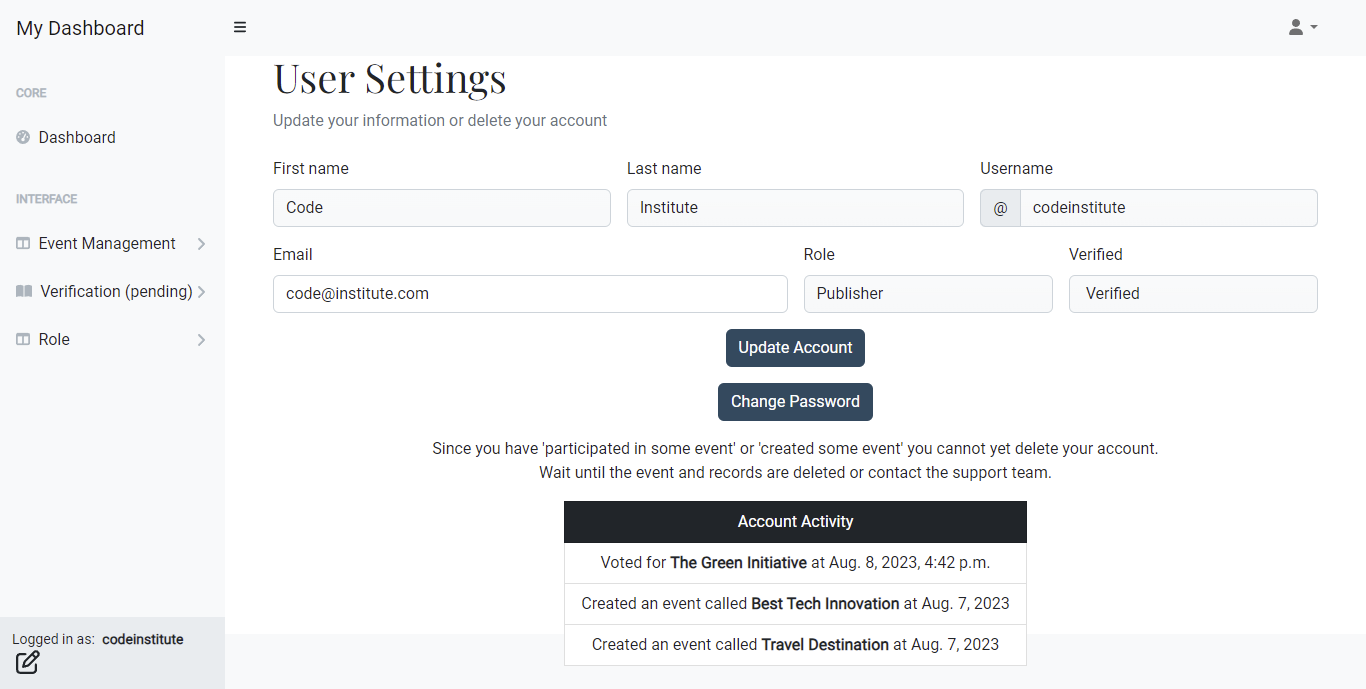 My Dashboard
CORE
Dashboard
INTERFACE
Event Management
Verification (pending)
Role
Logged in as: codeinstitute
User Settings
Update your information or delete your account
First name
Last name
Username
Code
Institute
@ codeinstitute
Email
Role
Verified
code@institute.com
Publisher
Verified
Update Account
Change Password
Since you have 'participated in some event' or 'created some event' you cannot yet delete your account.
Wait until the event and records are deleted or contact the support team.
Account Activity
Voted for The Green Initiative at Aug. 8, 2023, 4:42 p.m.
Created an event called Best Tech Innovation at Aug. 7, 2023
Created an event called Travel Destination at Aug. 7, 2023